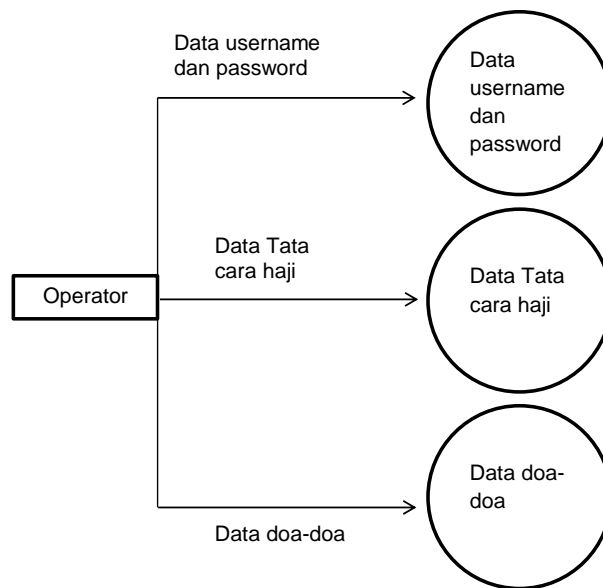 Data username
dan password
Data
username
dan
password
Data Tata
cara haji
Operator
Data Tata
cara haji
Data doa-
doa
Data doa-doa